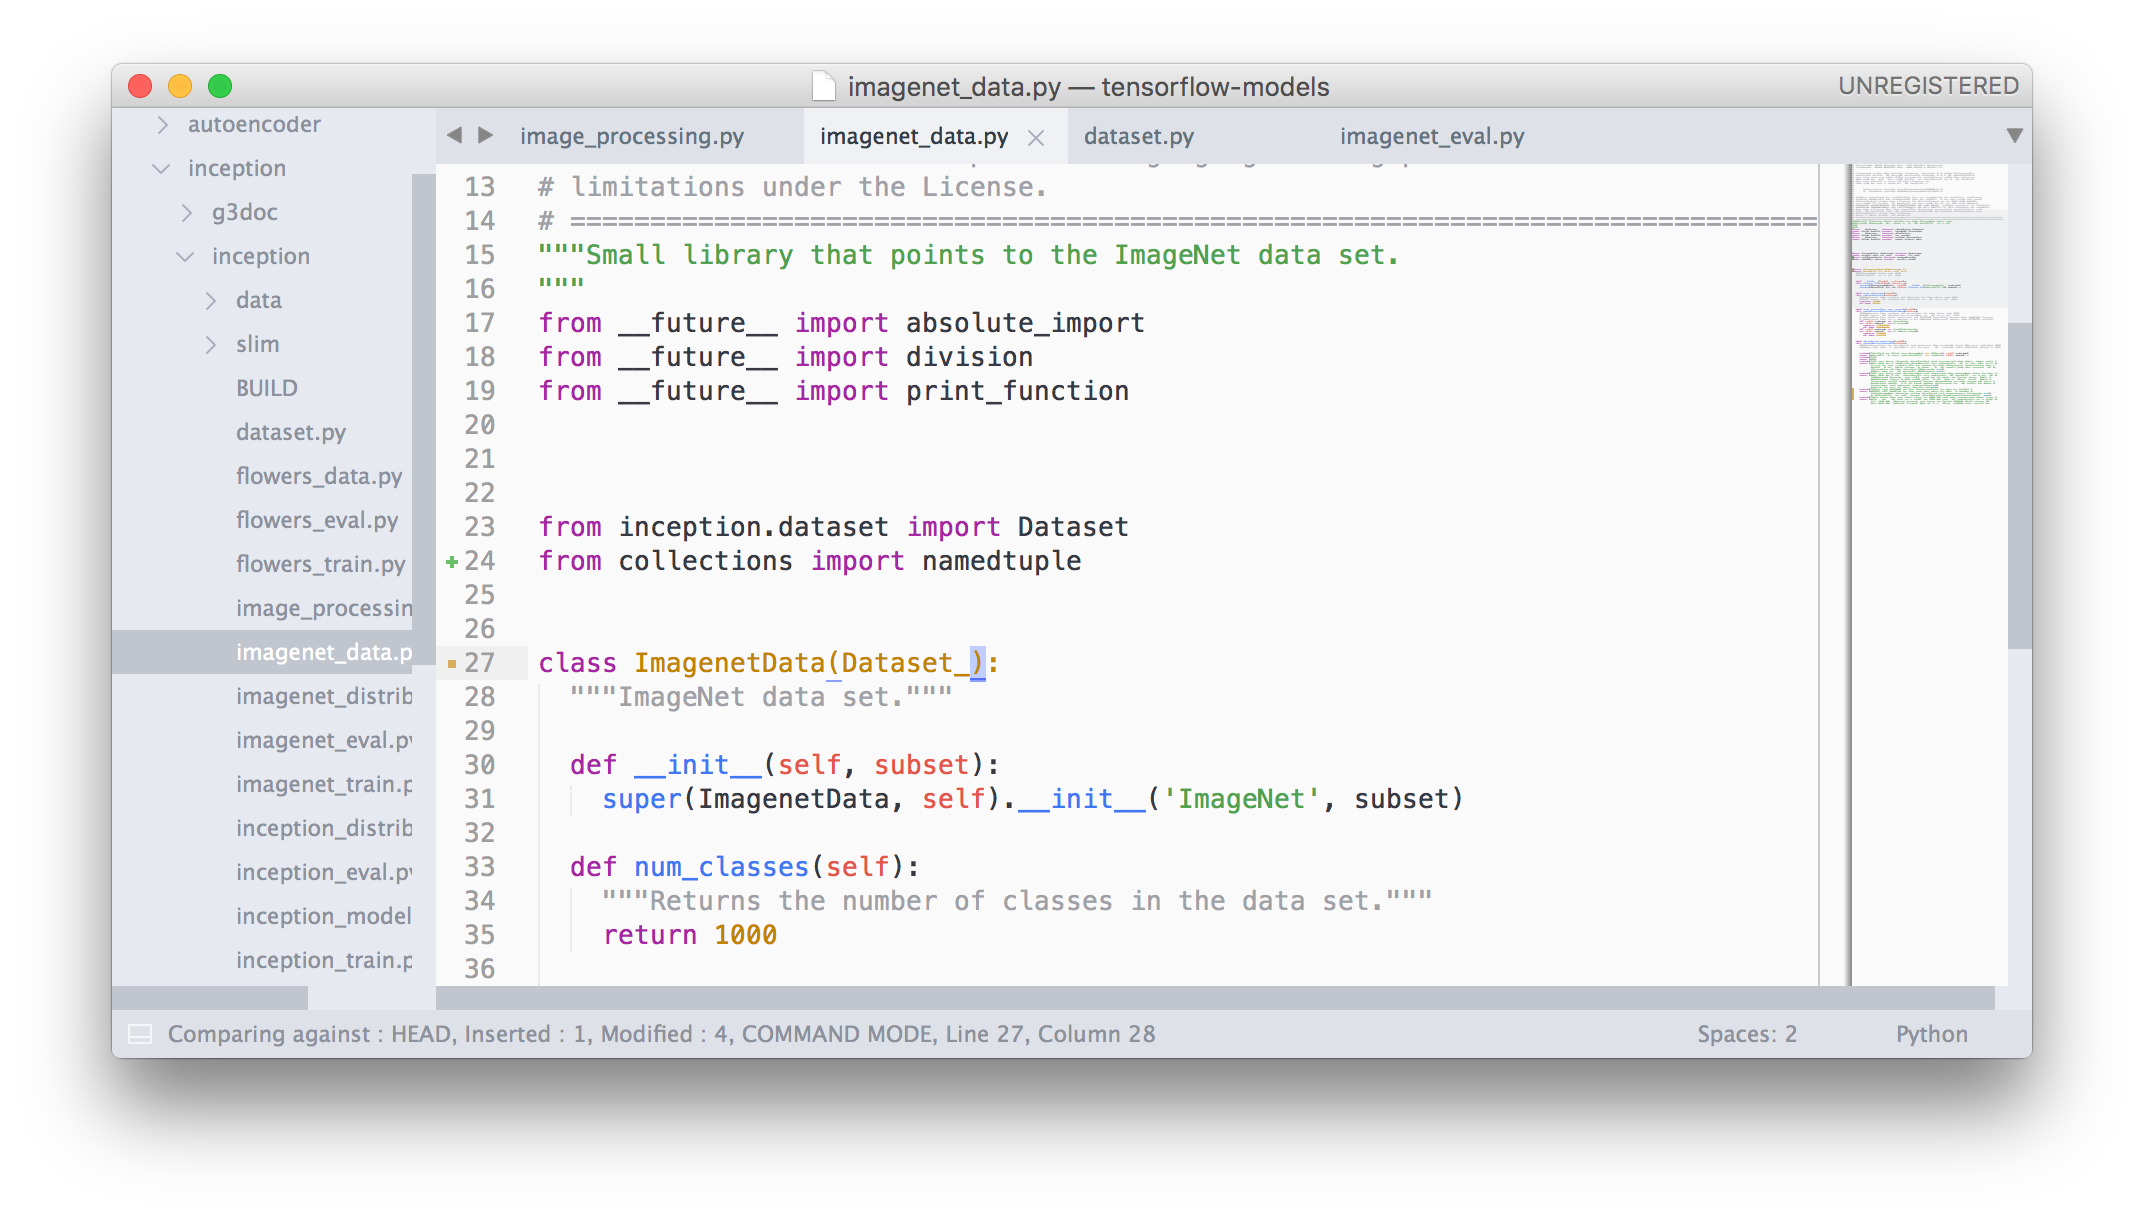 imagenet_data.py — tensorflow-models
UNREGISTERED
autoencoder
inception
g3doc
inception
data
slim
BUILD
dataset.py
flowers_data.py
flowers_eval.py
flowers_train.py
image_processin
imagenet_data.p
imagenet_distrib
imagenet_eval.py
imagenet_train.p
inception_distrib
inception_eval.py
inception_model
inception_train.p
image_processing.py
imagenet_data.py
dataset.py
imagenet_eval.py
13 # limitations under the License.
14 # ==============================================================================
15 """Small library that points to the ImageNet data set.
16 """
17 from __future__ import absolute_import
18 from __future__ import division
19 from __future__ import print_function
20
21
22
23 from inception.dataset import Dataset
+24 from collections import namedtuple
25
26
27 class ImagenetData(Dataset_):
28 """ImageNet data set."""
29
30 def __init__(self, subset):
31 super(ImagenetData, self).__init__('ImageNet', subset)
32
33 def num_classes(self):
34 """Returns the number of classes in the data set."""
35 return 1000
36
Comparing against : HEAD, Inserted : 1, Modified : 4, COMMAND MODE, Line 27, Column 28
Spaces: 2
Python